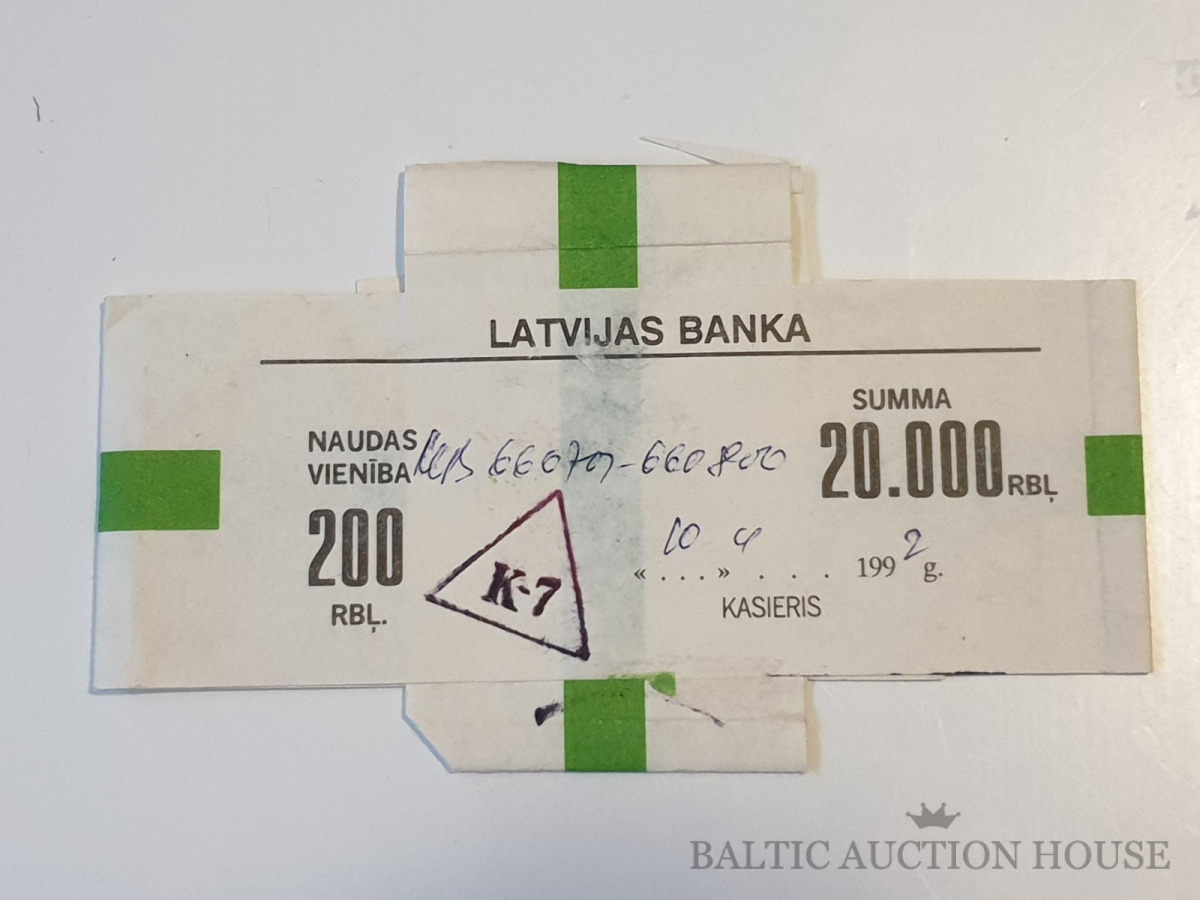 LATVIJAS BANKA
SUMMA
NAUDAS
VIENĪBA 660701-660800
20.000 RBĻ
200
RBĻ.
K-7
« 10 » 4 1992 g.
KASIERIS
BALTIC AUCTION HOUSE